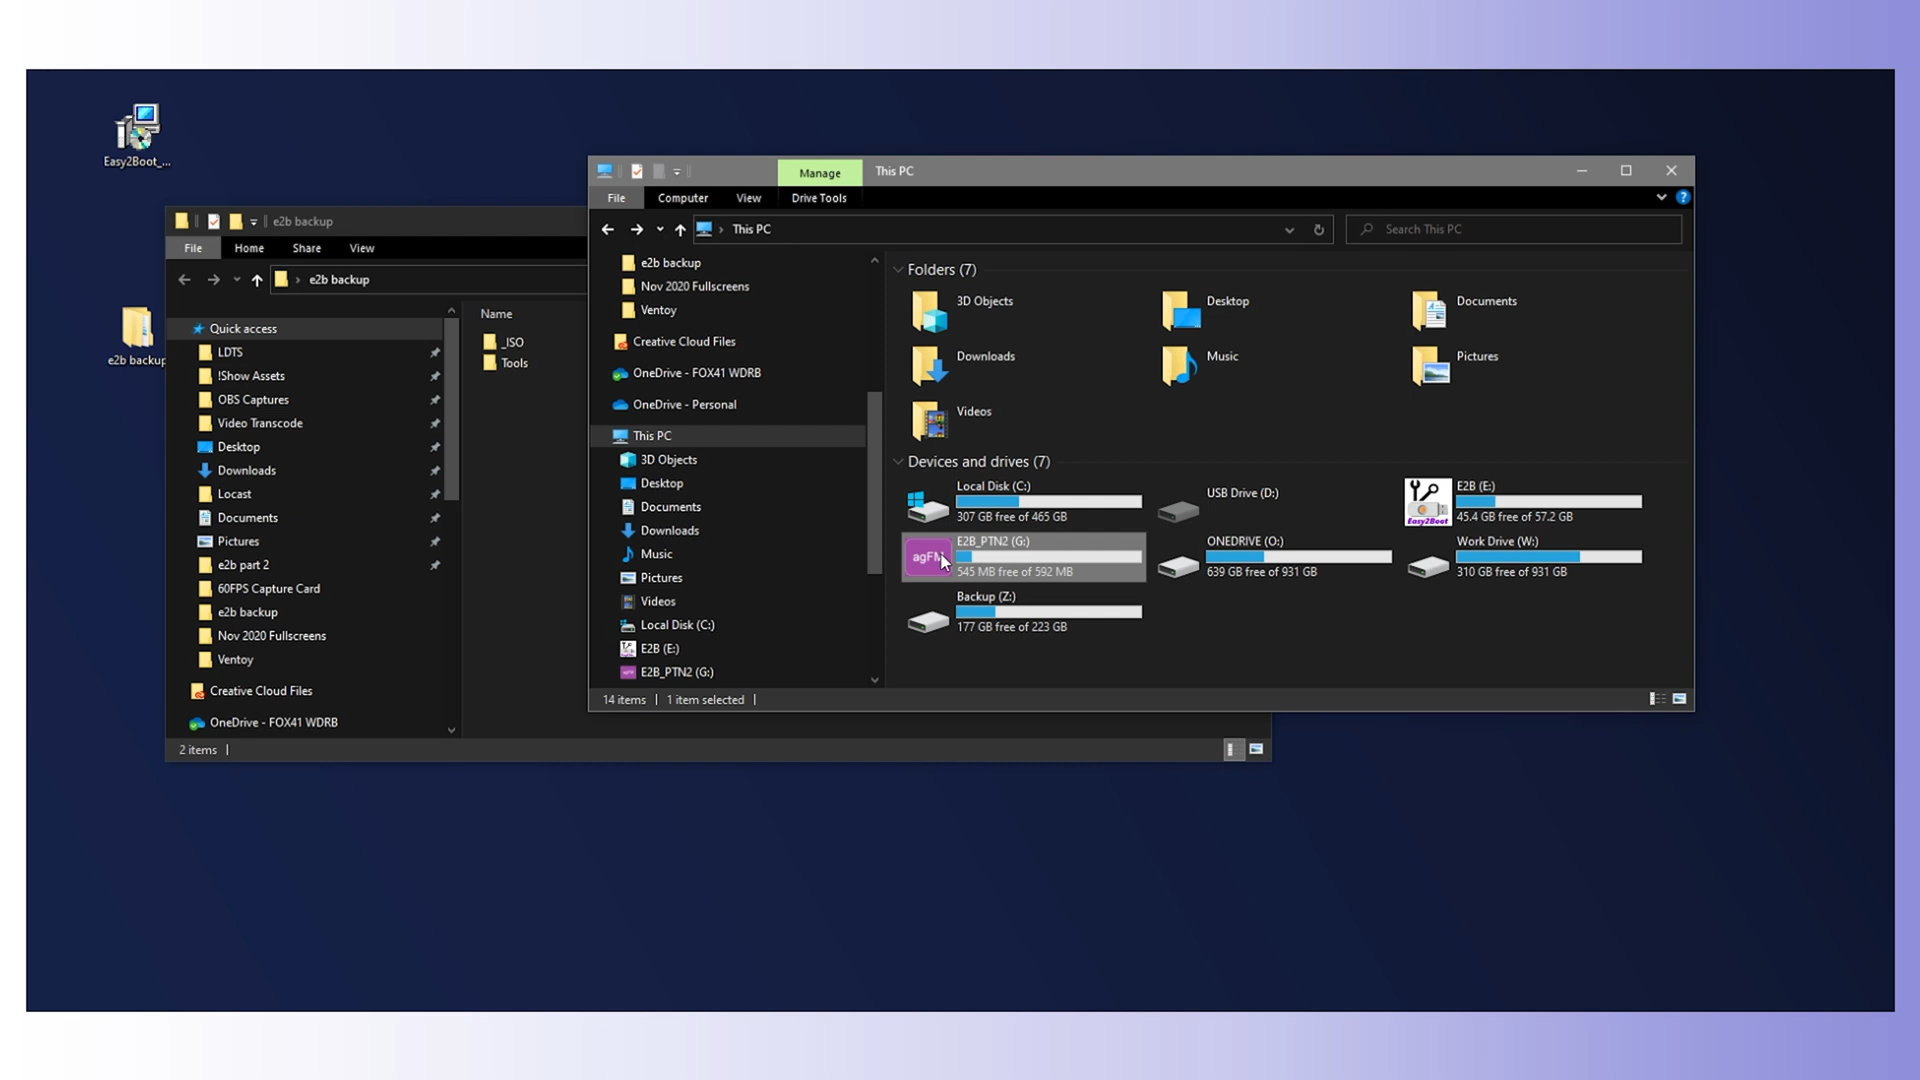 Easy2Boot_...
e2b backup
e2b backup
File Home Share View
e2b backup
Quick access
LDTS
!Show Assets
OBS Captures
Video Transcode
Desktop
Downloads
Locast
Documents
Pictures
e2b part 2
60FPS Capture Card
e2b backup
Nov 2020 Fullscreens
Ventoy
Creative Cloud Files
OneDrive - FOX41 WDRB
Name
_ISO
Tools
2 items
Manage This PC
File Computer View Drive Tools
This PC
Search This PC
e2b backup
Nov 2020 Fullscreens
Ventoy
Creative Cloud Files
OneDrive - FOX41 WDRB
OneDrive - Personal
This PC
3D Objects
Desktop
Documents
Downloads
Music
Pictures
Videos
Local Disk (C:)
E2B (E:)
E2B_PTN2 (G:)
Folders (7)
3D Objects
Desktop
Documents
Downloads
Music
Pictures
Videos
Devices and drives (7)
Local Disk (C:)
307 GB free of 465 GB
USB Drive (D:)
Easy2Boot
E2B (E:)
45.4 GB free of 57.2 GB
agFM
E2B_PTN2 (G:)
545 MB free of 592 MB
ONEDRIVE (O:)
639 GB free of 931 GB
Work Drive (W:)
310 GB free of 931 GB
Backup (Z:)
177 GB free of 223 GB
14 items 1 item selected